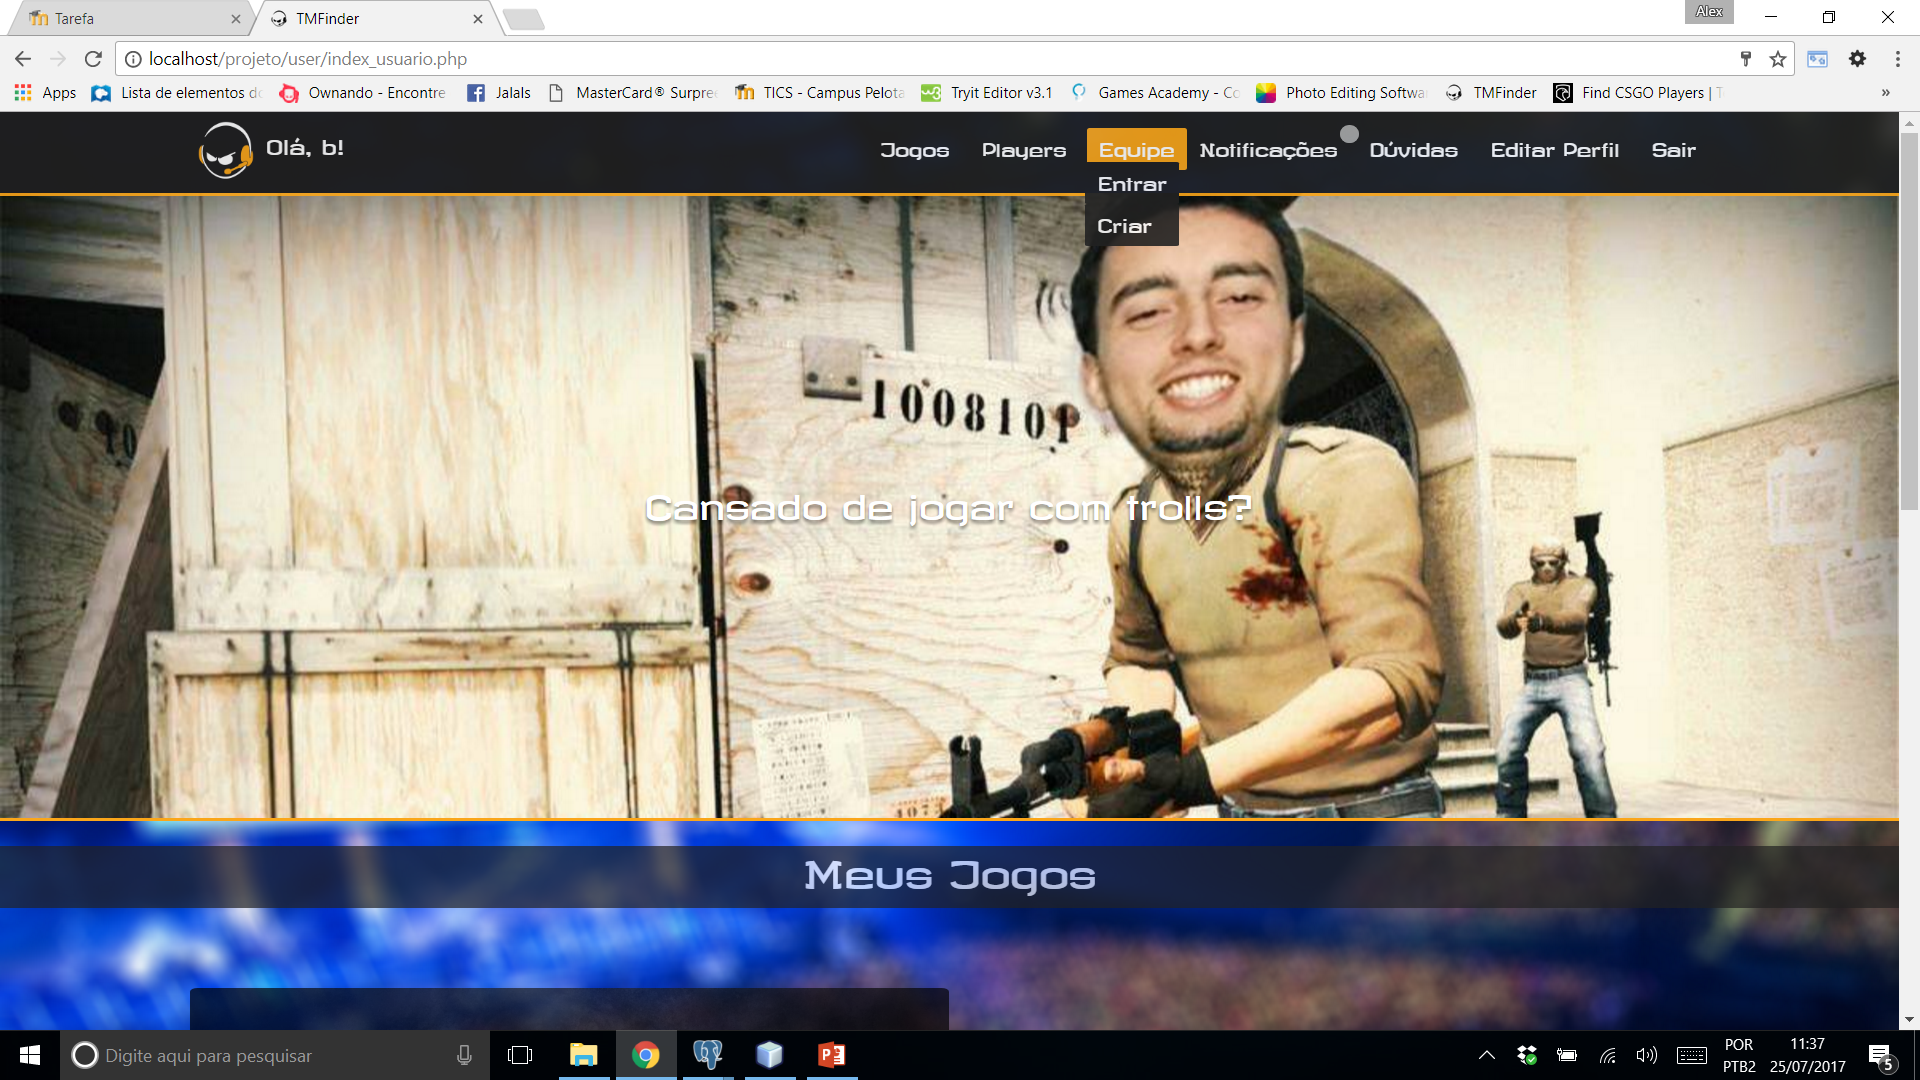 Tarefa
TMFinder
Alex
localhost/projeto/user/index_usuario.php
Apps
Lista de elementos do
Ownando - Encontre
Jalals
MasterCard® Surpre
TICS - Campus Pelota
Tryit Editor v3.1
Games Academy - Co
Photo Editing Softwa
TMFinder
Find CSGO Players |
»
Olá, b!
Jogos
Players
Equipe
Notificações
Dúvidas
Editar Perfil
Sair
Entrar
Criar
1008101
Cansado de jogar com trolls?
Meus Jogos
Digite aqui para pesquisar
POR
PTB2
11:37
25/07/2017
5